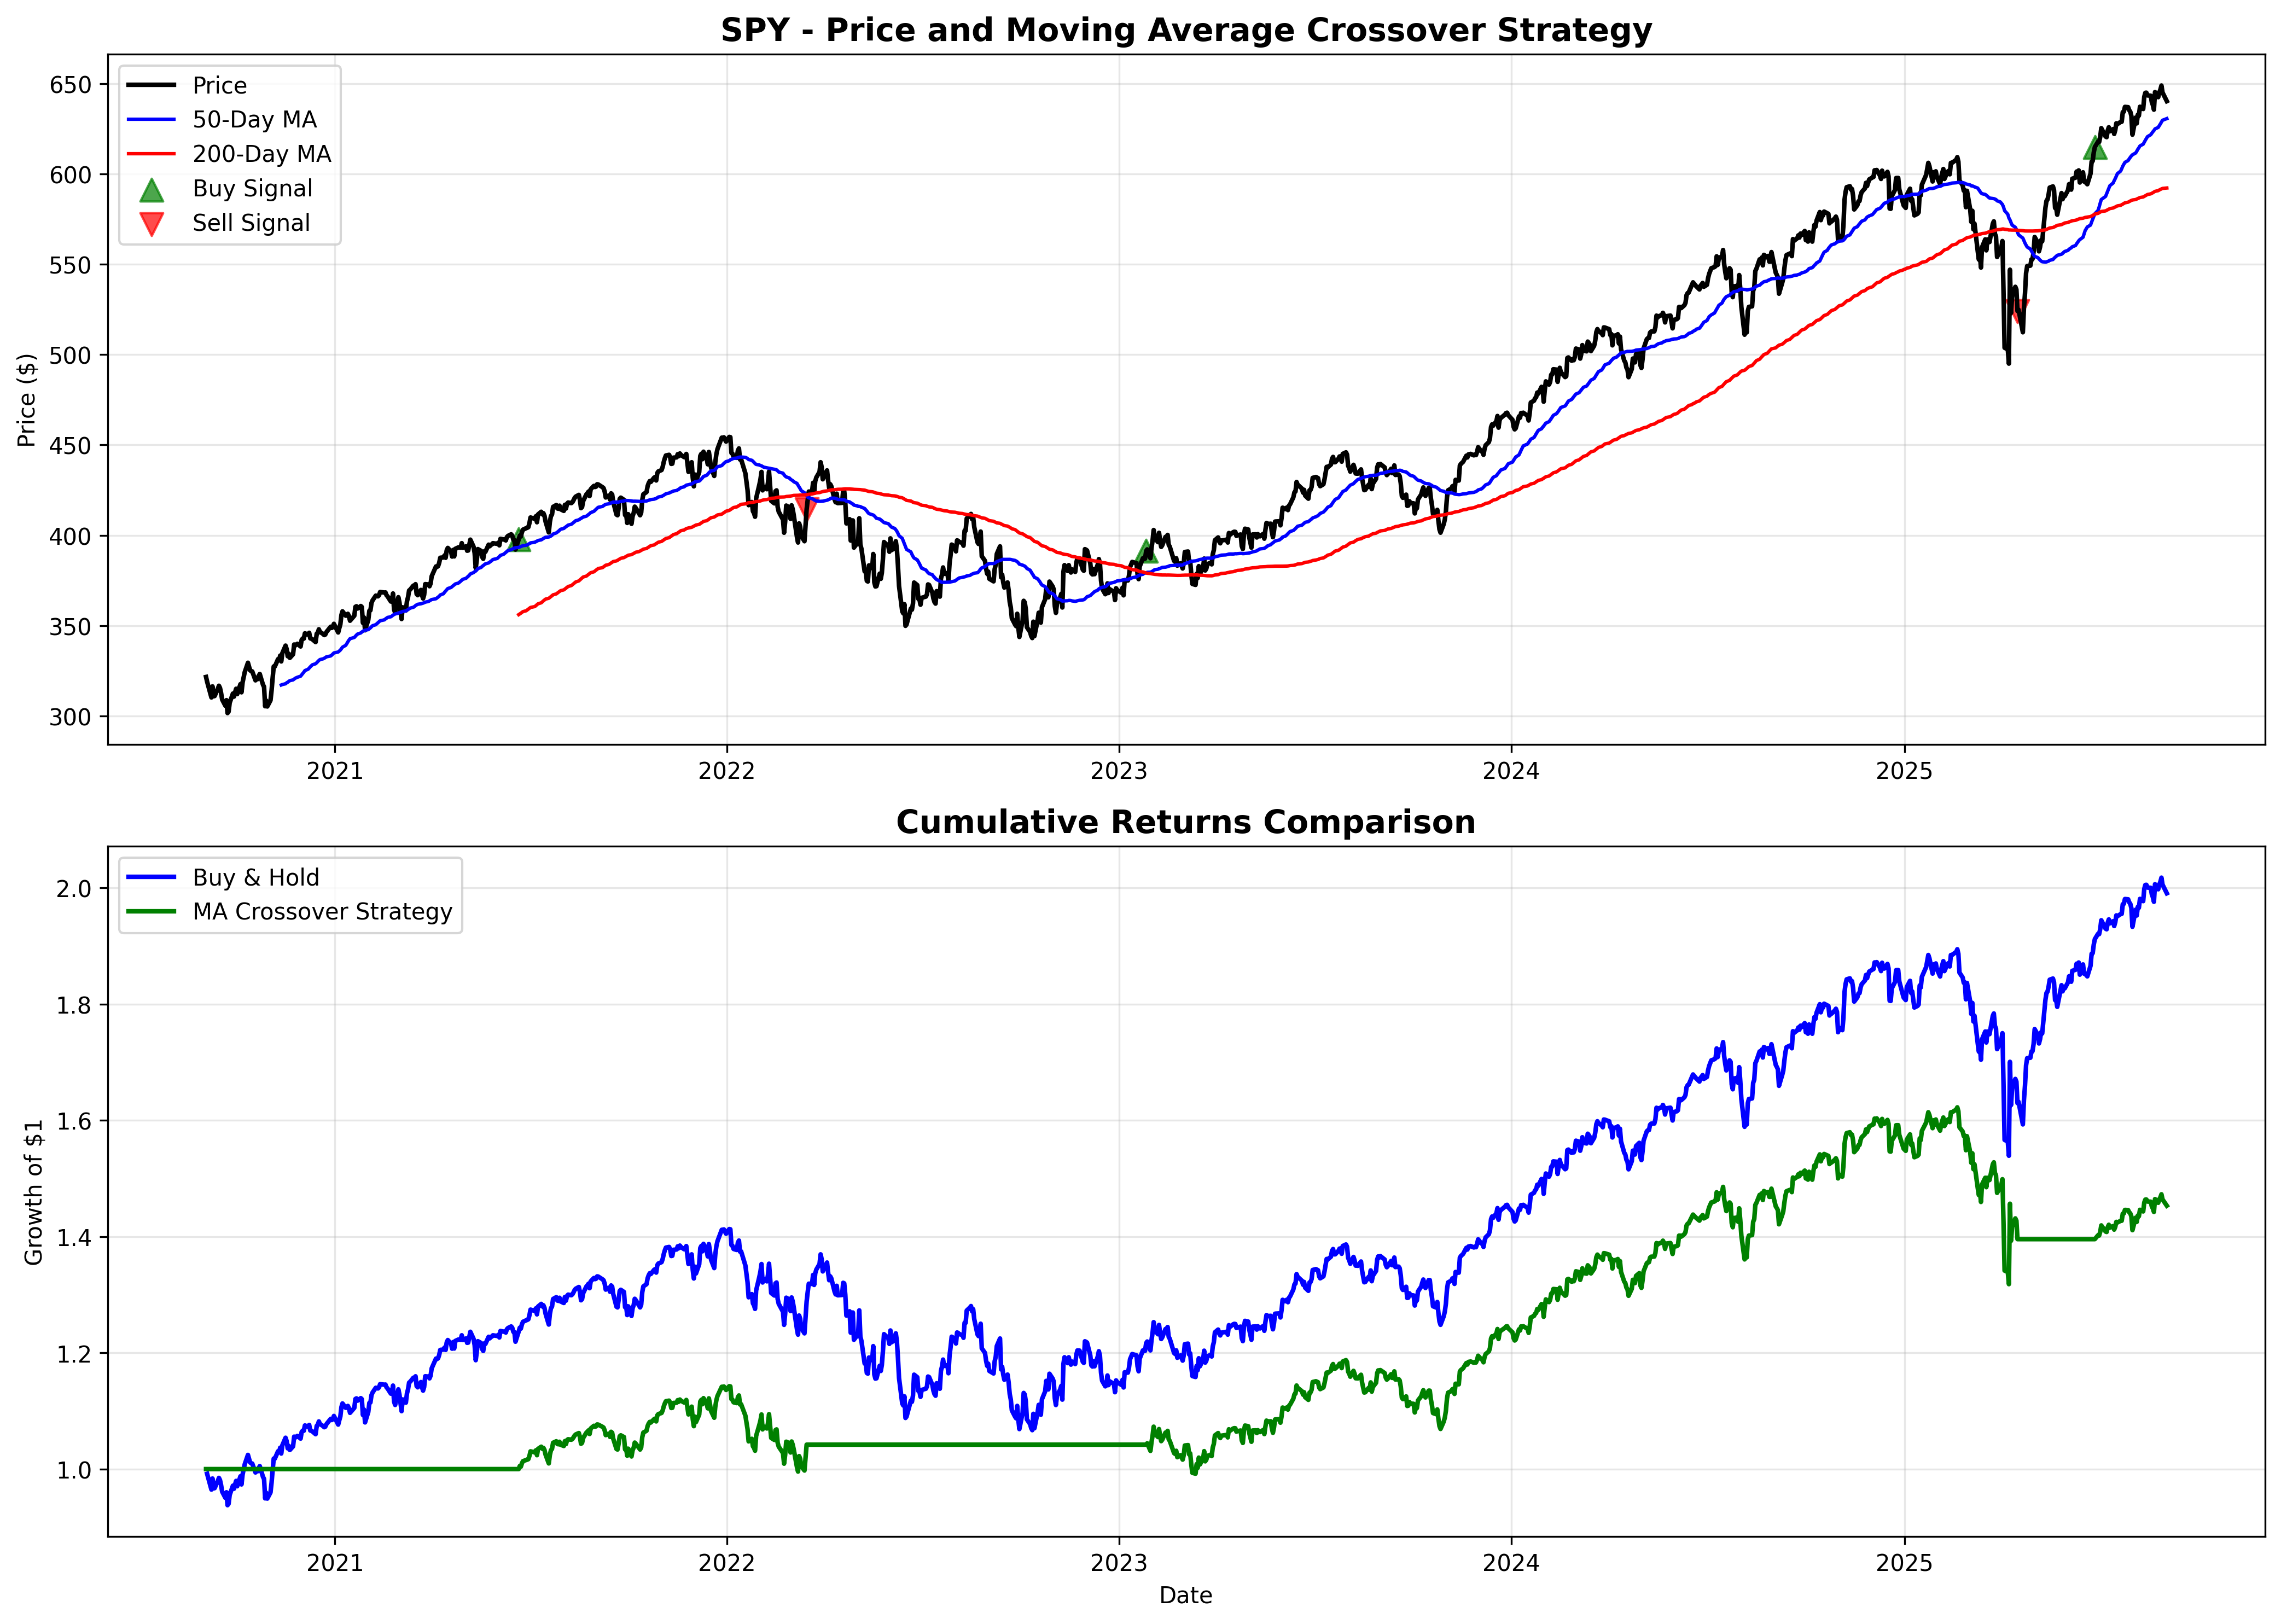 SPY - Price and Moving Average Crossover Strategy
Price
50-Day MA
200-Day MA
Buy Signal
Sell Signal
Price ($)
650
600
550
500
450
400
350
300
2021 2022 2023 2024 2025
Cumulative Returns Comparison
Buy & Hold
MA Crossover Strategy
Growth of $1
2.0
1.8
1.6
1.4
1.2
1.0
2021 2022 2023 2024 2025
Date